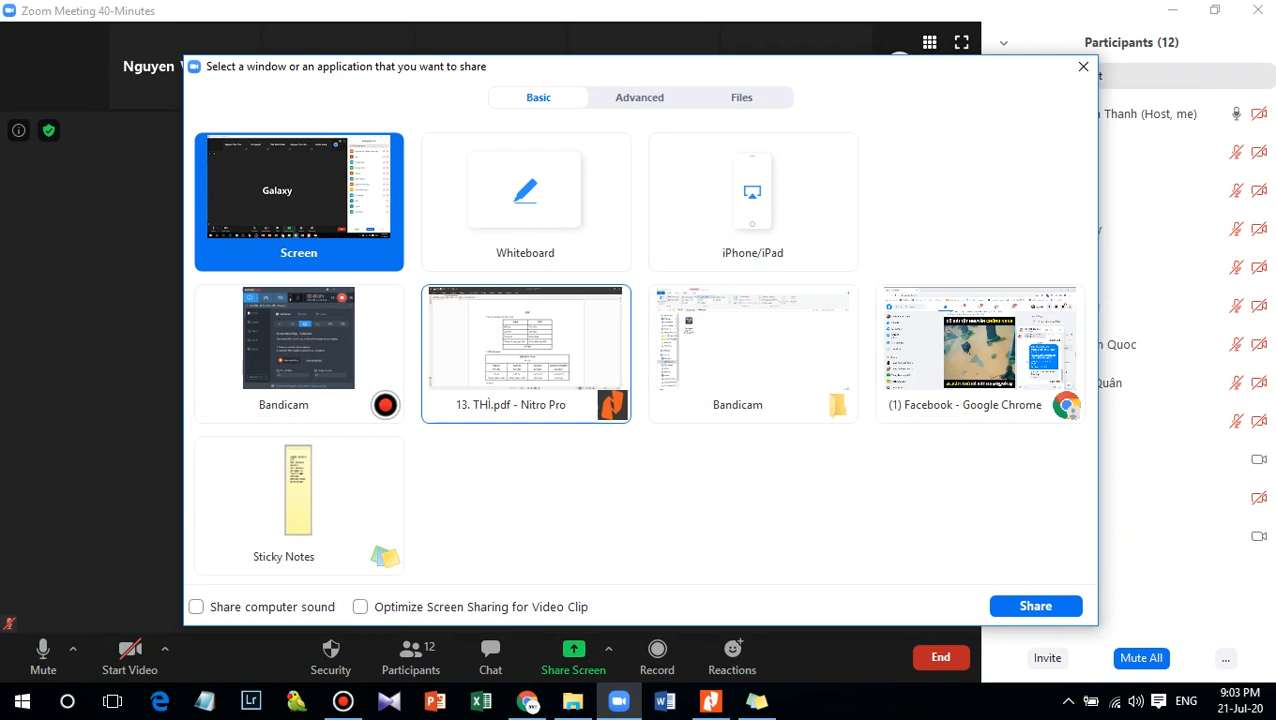 Zoom Meeting 40-Minutes
Nguyen V
Participants (12)
Select a window or an application that you want to share
Basic
Advanced
Files
Thanh (Host, me)
Galaxy
Screen
Whiteboard
iPhone/iPad
Quoc
Quân
Bandicam
13. THÌ.pdf - Nitro Pro
Bandicam
(1) Facebook - Google Chrome
Sticky Notes
Share computer sound
Optimize Screen Sharing for Video Clip
Share
12
Mute
Start Video
Security
Participants
Chat
Share Screen
Record
Reactions
End
Invite
Mute All
...
Lr
ENG
9:03 PM
21-Jul-20